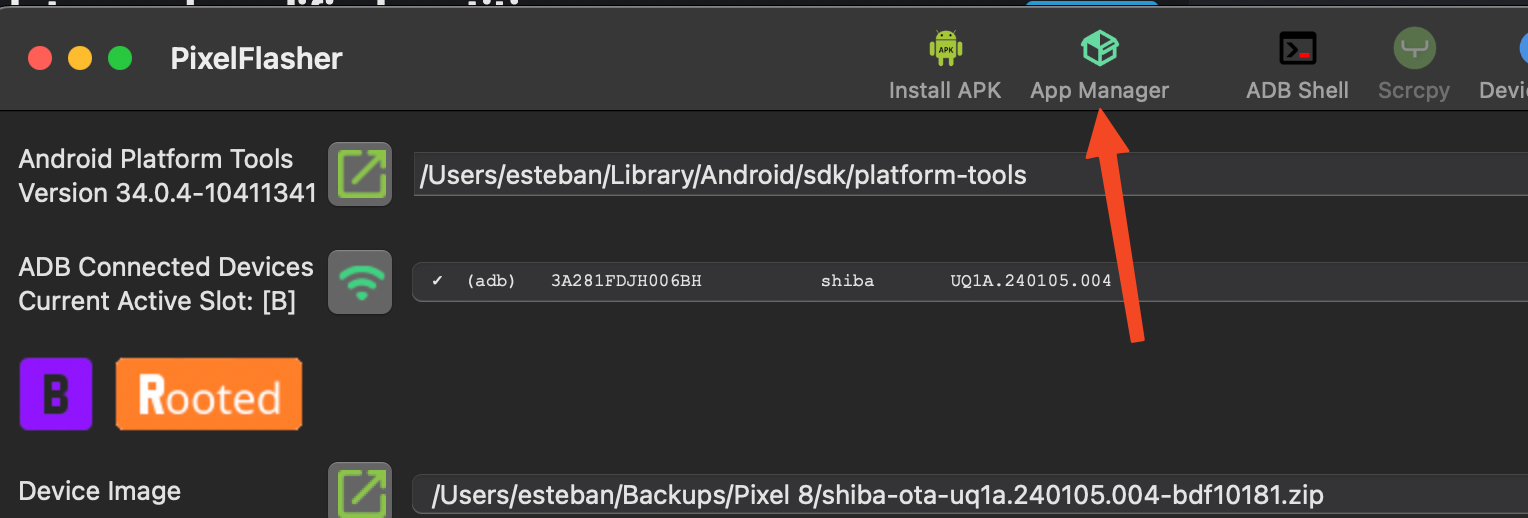 PixelFlasher
APK
Install APK
App Manager
ADB Shell
Scrcpy
Android Platform Tools
Version 34.0.4-10411341
/Users/esteban/Library/Android/sdk/platform-tools
ADB Connected Devices
Current Active Slot: [B]
✓ (adb) 3A281FDJH006BH shiba UQ1A.240105.004
B
Rooted
Device Image
/Users/esteban/Backups/Pixel 8/shiba-ota-uq1a.240105.004-bdf10181.zip